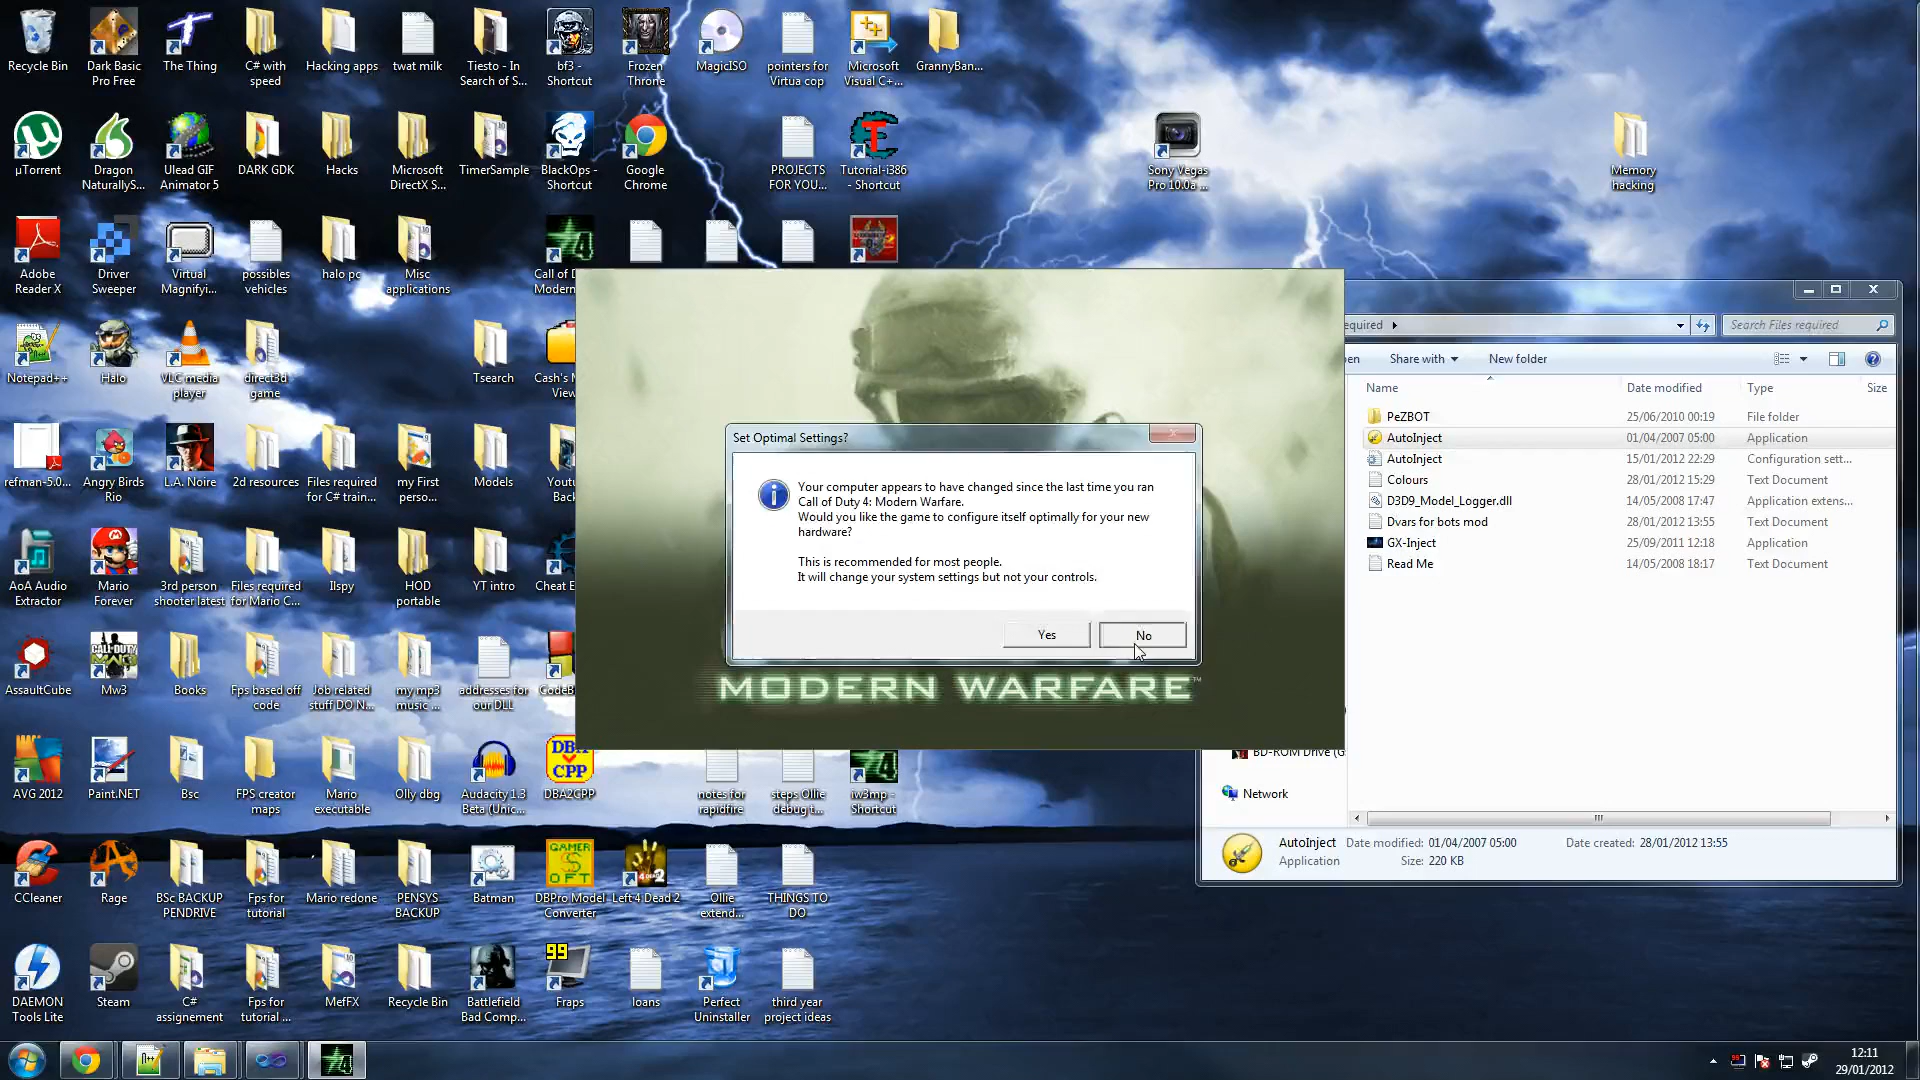 Recycle Bin
Dark Basic
Pro Free
The Thing
C# with
speed
Hacking apps
twat milk
Tiesto - In
Search of S...
bf3 -
Shortcut
Frozen
Throne
MagicISO
pointers for
Virtua cop
Microsoft
Visual C+...
GrannyBan...
µTorrent
Dragon
NaturallyS...
Ulead GIF
Animator 5
DARK GDK
Hacks
Microsoft
DirectX S...
TimerSample
BlackOps -
Shortcut
Google
Chrome
PROJECTS
FOR YOU...
Tutorial-i386
- Shortcut
Sony Vegas
Pro 10.0a ...
Memory
hacking
Adobe
Reader X
Driver
Sweeper
Virtual
Magnifyi...
possibles
vehicles
halo pc
Misc
applications
Call of D
Modern
Notepad++
Halo
VLC media
player
direct3d
game
Tsearch
Cash's M
View
refman-5.0...
Angry Birds
Rio
L.A. Noire
2d resources
Files required
for C# train...
my First
perso...
Models
Youtu
Back
AoA Audio
Extractor
Mario
Forever
3rd person
shooter latest
Files required
for Mario C...
Ilspy
HOD
portable
YT intro
Cheat E
AssaultCube
CALL OF DUTY
MW3
Mw3
Books
Fps based off
code
Job related
stuff DO N...
my mp3
music ...
addresses for
our DLL
CodeB
AVG 2012
Paint.NET
Bsc
FPS creator
maps
Mario
executable
Olly dbg
Audacity 1.3
Beta (Unic...
DBA
CPP
DBA2CPP
notes for
rapidfire
steps Ollie
debug t...
iw3mp -
Shortcut
CCleaner
Rage
BSc BACKUP
PENDRIVE
Fps for
tutorial
Mario redone
PENSYS
BACKUP
Batman
GAMER
SOFT
DBPro Model
Converter
Left 4 Dead 2
Ollie
extend...
THINGS TO
DO
DAEMON
Tools Lite
Steam
C#
assignement
Fps for
tutorial ...
MefFX
Recycle Bin
Battlefield
Bad Comp...
99
Fraps
loans
Perfect
Uninstaller
third year
project ideas
Set Optimal Settings?
Your computer appears to have changed since the last time you ran
Call of Duty 4: Modern Warfare.
Would you like the game to configure itself optimally for your new
hardware?
This is recommended for most people.
It will change your system settings but not your controls.
Yes
No
MODERN WARFARE™
equired
Search Files required
en
Share with
New folder
Name
Date modified
Type
Size
PeZBOT
25/06/2010 00:19
File folder
AutoInject
01/04/2007 05:00
Application
AutoInject
15/01/2012 22:29
Configuration sett...
Colours
28/01/2012 15:29
Text Document
D3D9_Model_Logger.dll
14/05/2008 17:47
Application extens...
Dvars for bots mod
28/01/2012 13:55
Text Document
GX-Inject
25/09/2011 12:18
Application
Read Me
14/05/2008 18:17
Text Document
BD-ROM Drive (G
Network
AutoInject
Date modified: 01/04/2007 05:00
Date created: 28/01/2012 13:55
Application
Size: 220 KB
12:11
29/01/2012